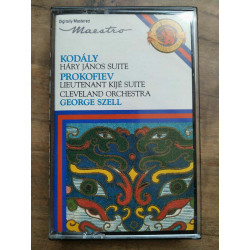 Digitally Mastered
Maestro
KODÁLY
HÁRY JÁNOS SUITE
PROKOFIEV
LIEUTENANT KIJÉ SUITE
CLEVELAND ORCHESTRA
GEORGE SZELL